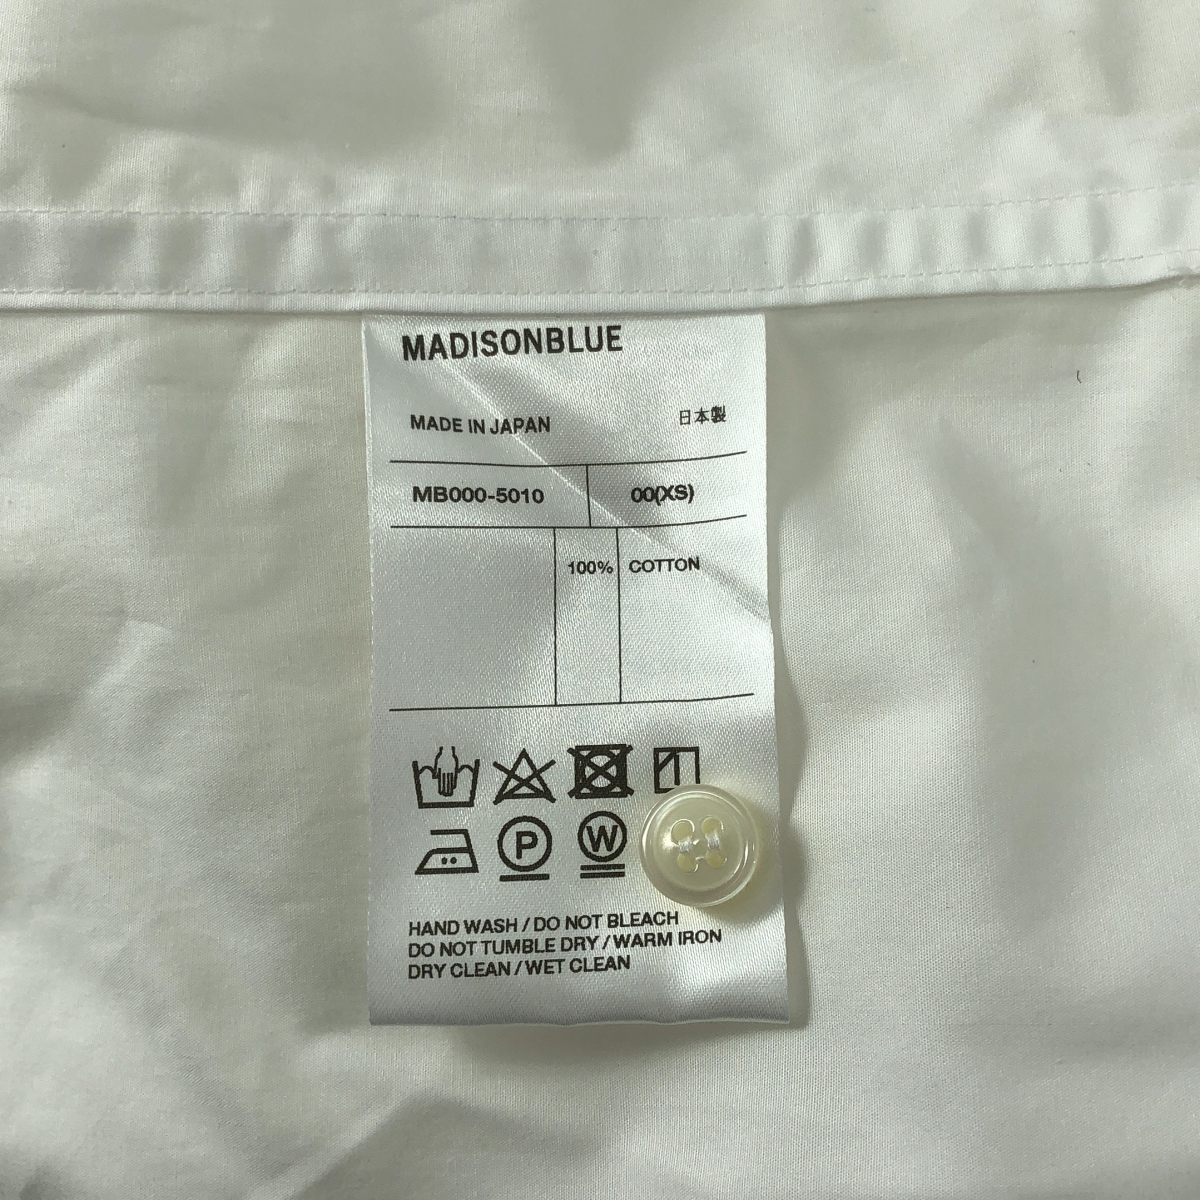 MADISONBLUE
MADE IN JAPAN 日本製
MB000-5010 00(XS)
100% COTTON
P W
HAND WASH / DO NOT BLEACH
DO NOT TUMBLE DRY / WARM IRON
DRY CLEAN / WET CLEAN